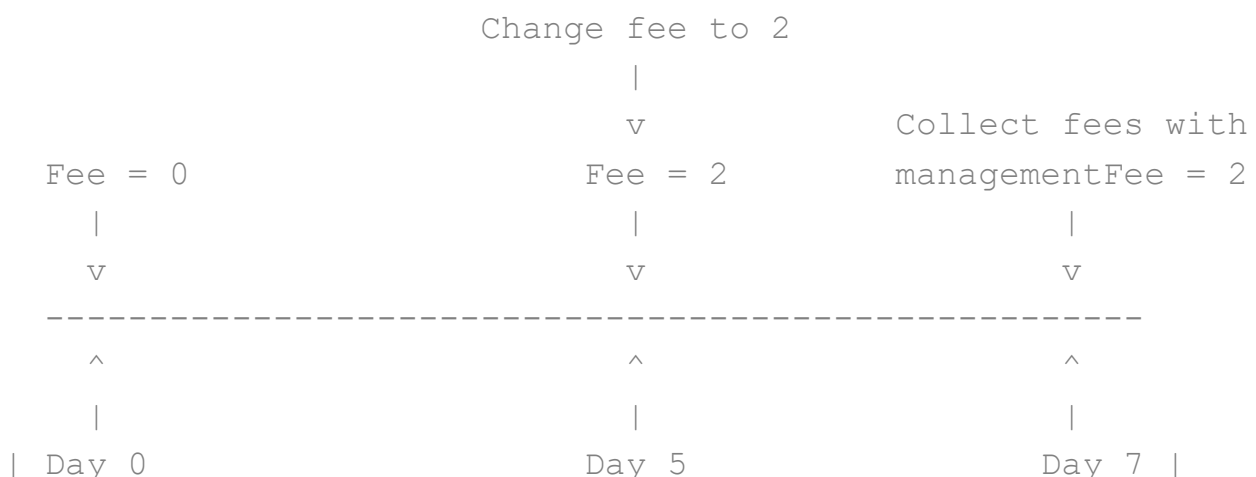 Change fee to 2
|
v Collect fees with
Fee = 0 Fee = 2 managementFee = 2
| | |
v v v
-----------------------------------------------------
^ ^ ^
| | |
| Day 0 Day 5 Day 7 |